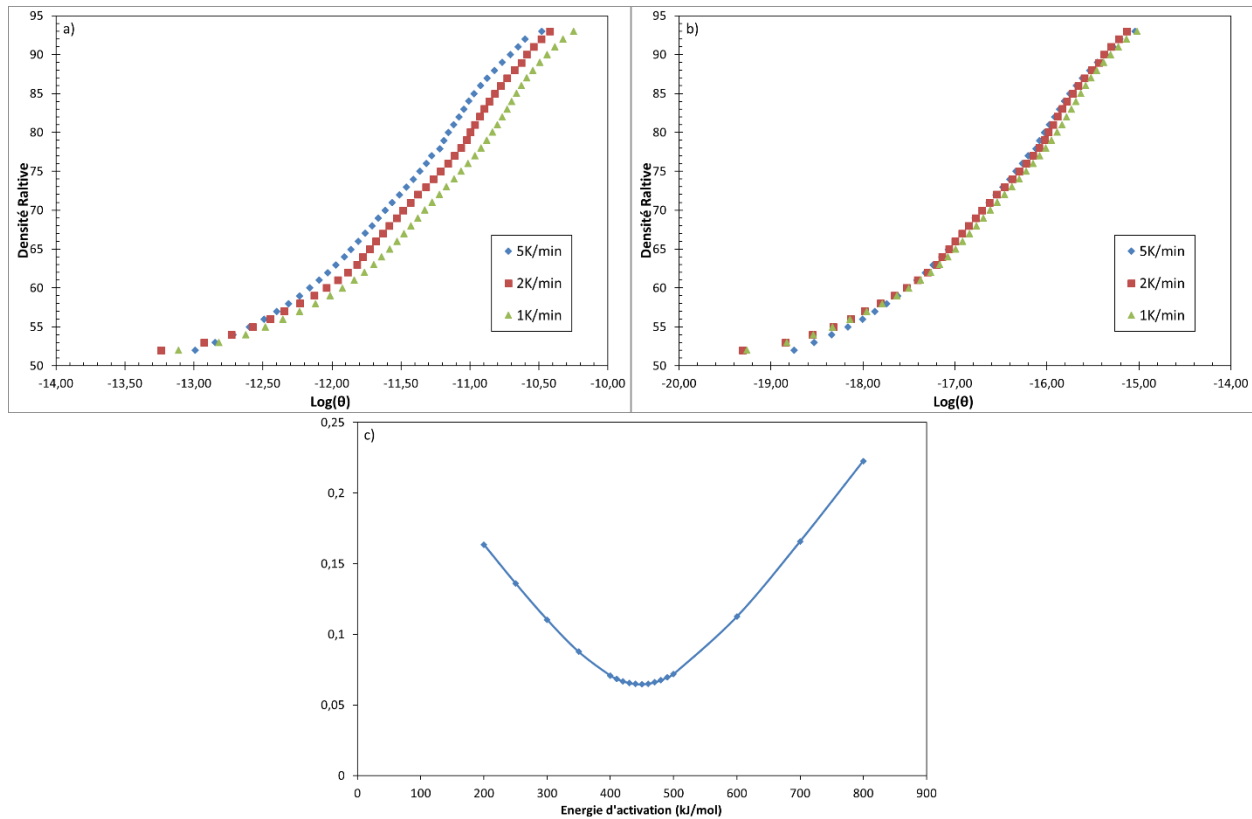 a)
95
90
85
80
75
70
65
60
55
50
Densité Raltive
-14,00 -13,50 -13,00 -12,50 -12,00 -11,50 -11,00 -10,50 -10,00
Log(θ)
5K/min
2K/min
1K/min
b)
95
90
85
80
75
70
65
60
55
50
Densité Raltive
-20,00 -19,00 -18,00 -17,00 -16,00 -15,00 -14,00
Log(θ)
5K/min
2K/min
1K/min
c)
0,25
0,2
0,15
0,1
0,05
0
0 100 200 300 400 500 600 700 800 900
Energie d'activation (kJ/mol)